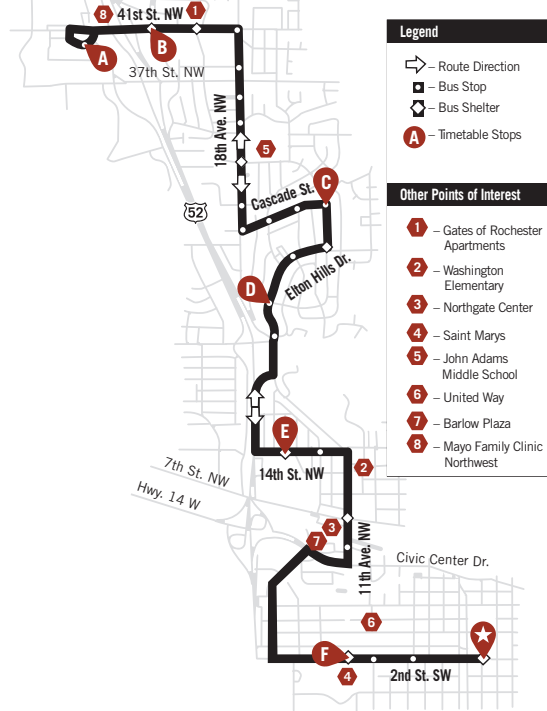 8
41st St. NW
1
A
B
37th St. NW
18th Ave. NW
5
C
Cascade St.
52
Elton Hills Dr.
D
E
14th St. NW
2
7th St. NW
Hwy. 14 W
3
7
11th Ave. NW
Civic Center Dr.
6
F
4
2nd St. SW
Legend
– Route Direction
– Bus Stop
– Bus Shelter
A – Timetable Stops
Other Points of Interest
1 – Gates of Rochester
Apartments
2 – Washington
Elementary
3 – Northgate Center
4 – Saint Marys
5 – John Adams
Middle School
6 – United Way
7 – Barlow Plaza
8 – Mayo Family Clinic
Northwest